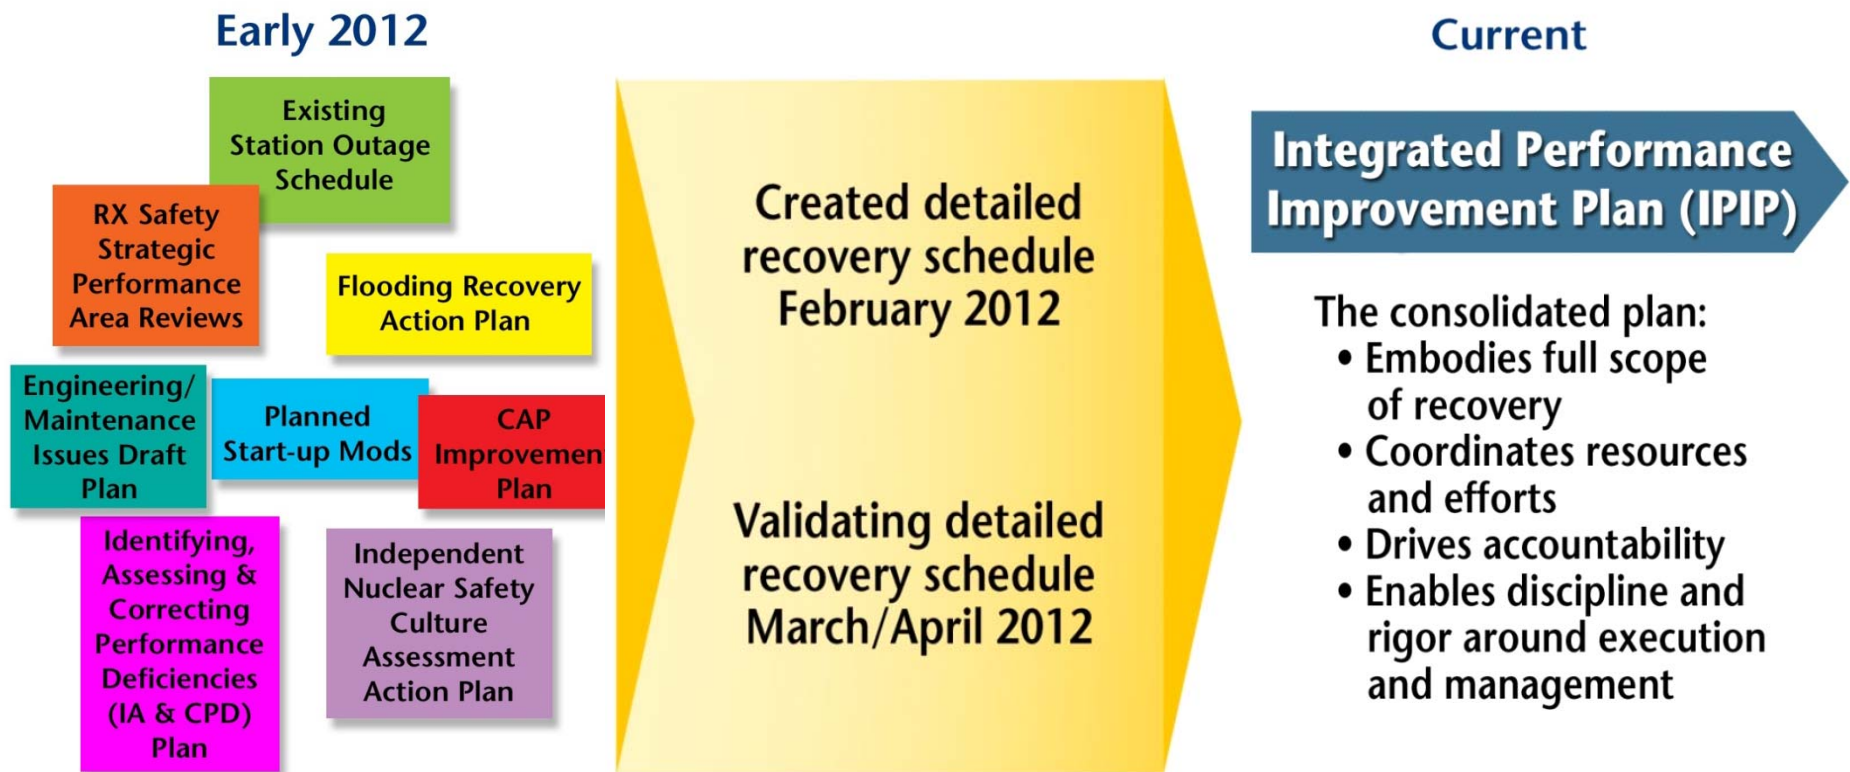 Early 2012
Existing
Station Outage
Schedule
RX Safety
Strategic
Performance
Area Reviews
Flooding Recovery
Action Plan
Engineering/
Maintenance
Issues Draft
Plan
Planned
Start-up Mods
CAP
Improvemen
Plan
Identifying,
Assessing &
Correcting
Performance
Deficiencies
(IA & CPD)
Plan
Independent
Nuclear Safety
Culture
Assessment
Action Plan
Created detailed
recovery schedule
February 2012
Validating detailed
recovery schedule
March/April 2012
Current
Integrated Performance
Improvement Plan (IPIP)
The consolidated plan:
• Embodies full scope
of recovery
• Coordinates resources
and efforts
• Drives accountability
• Enables discipline and
rigor around execution
and management